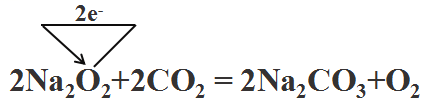 2e⁻
2Na₂O₂+2CO₂ = 2Na₂CO₃+O₂